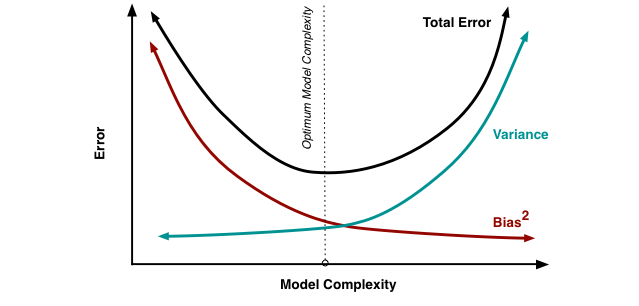 Total Error
Optimum Model Complexity
Variance
Error
Bias²
Model Complexity